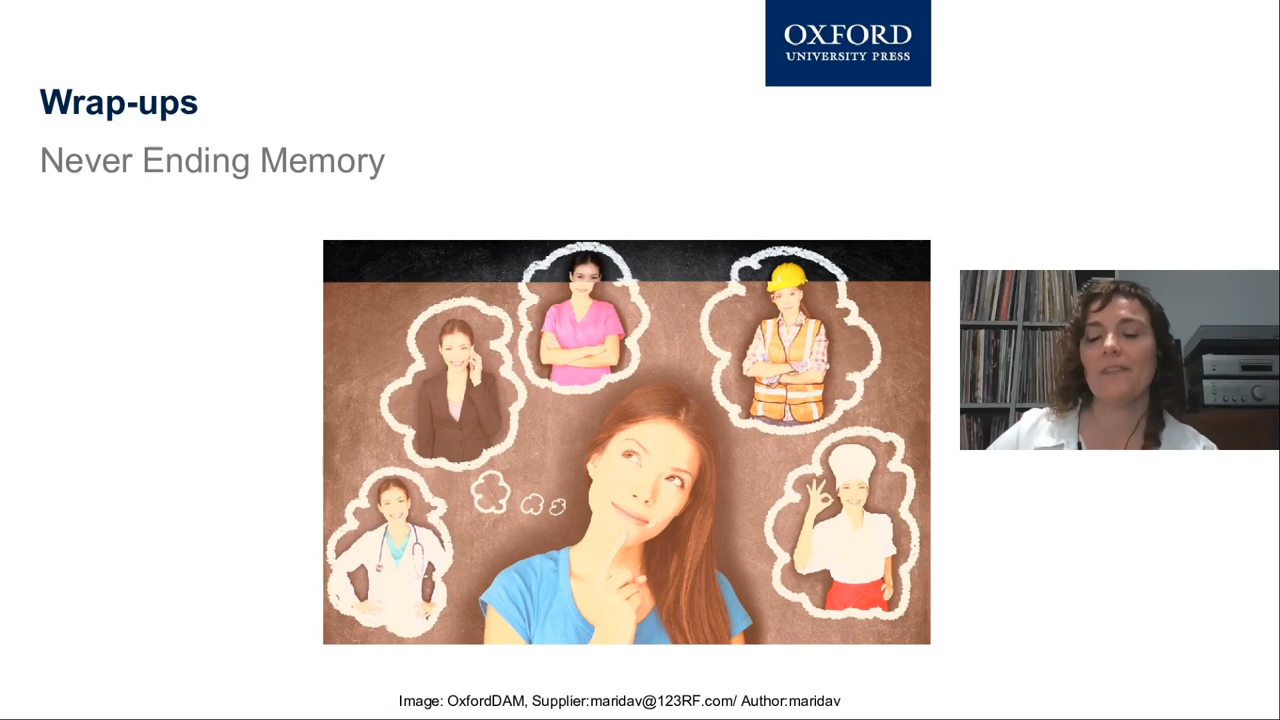 OXFORD
UNIVERSITY PRESS
Wrap-ups
Never Ending Memory
Image: OxfordDAM, Supplier:maridav@123RF.com/ Author:maridav